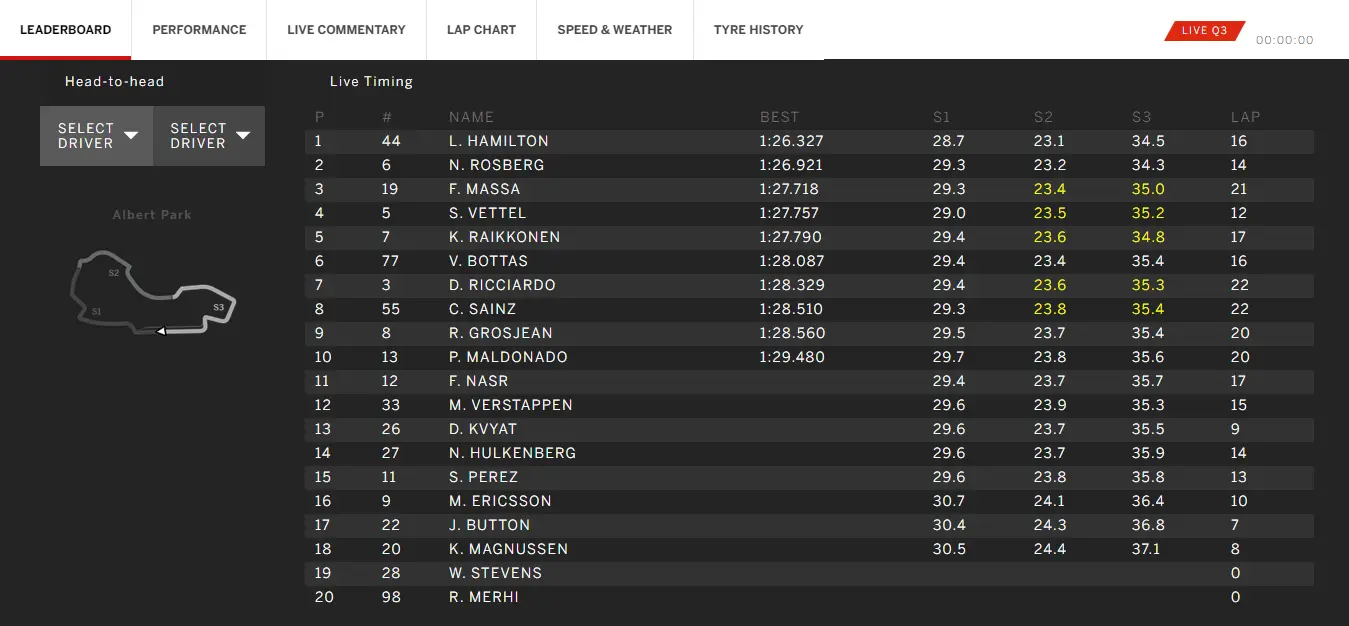 LEADERBOARD PERFORMANCE LIVE COMMENTARY LAP CHART SPEED & WEATHER TYRE HISTORY LIVE Q3 00:00:00
Head-to-head
SELECT DRIVER SELECT DRIVER
Albert Park
S2
S1
S3
Live Timing
P # NAME BEST S1 S2 S3 LAP
1 44 L. HAMILTON 1:26.327 28.7 23.1 34.5 16
2 6 N. ROSBERG 1:26.921 29.3 23.2 34.3 14
3 19 F. MASSA 1:27.718 29.3 23.4 35.0 21
4 5 S. VETTEL 1:27.757 29.0 23.5 35.2 12
5 7 K. RAIKKONEN 1:27.790 29.4 23.6 34.8 17
6 77 V. BOTTAS 1:28.087 29.4 23.4 35.4 16
7 3 D. RICCIARDO 1:28.329 29.4 23.6 35.3 22
8 55 C. SAINZ 1:28.510 29.3 23.8 35.4 22
9 8 R. GROSJEAN 1:28.560 29.5 23.7 35.4 20
10 13 P. MALDONADO 1:29.480 29.7 23.8 35.6 20
11 12 F. NASR 29.4 23.7 35.7 17
12 33 M. VERSTAPPEN 29.6 23.9 35.3 15
13 26 D. KVYAT 29.6 23.7 35.5 9
14 27 N. HULKENBERG 29.6 23.7 35.9 14
15 11 S. PEREZ 29.6 23.8 35.8 13
16 9 M. ERICSSON 30.7 24.1 36.4 10
17 22 J. BUTTON 30.4 24.3 36.8 7
18 20 K. MAGNUSSEN 30.5 24.4 37.1 8
19 28 W. STEVENS 0
20 98 R. MERHI 0